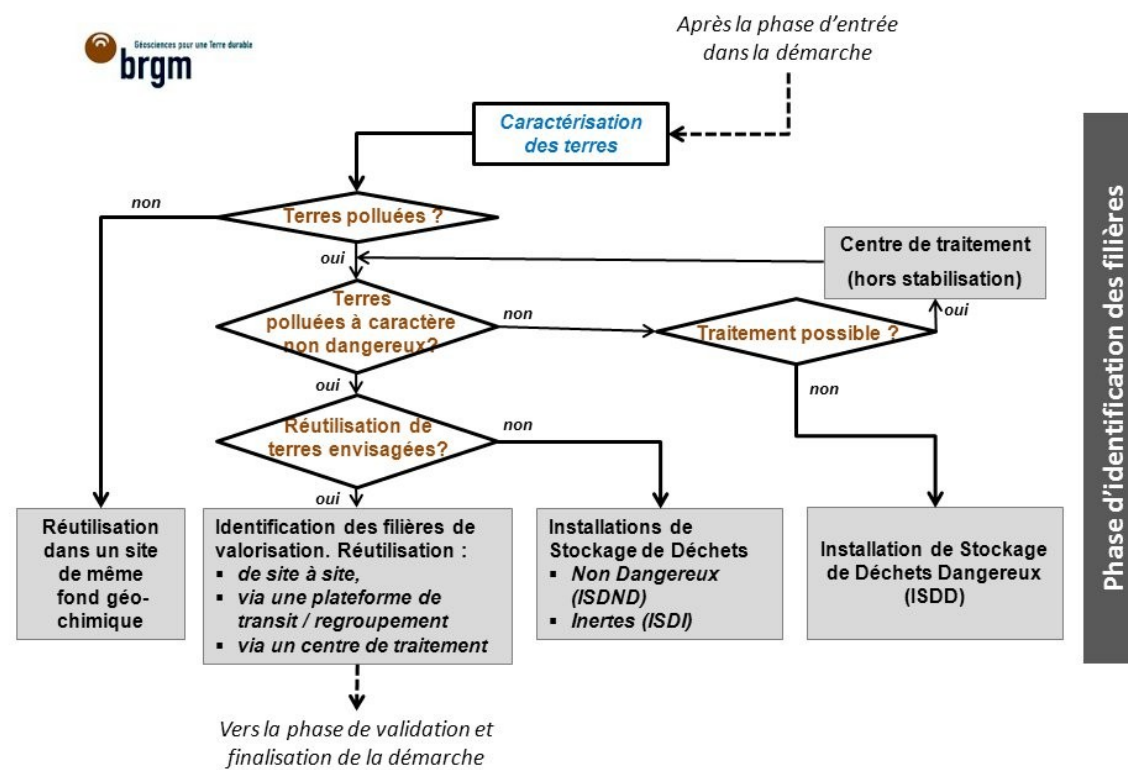 Géosciences pour une Terre durable
brgm
Après la phase d'entrée
dans la démarche
Caractérisation
des terres
non
Terres polluées ?
oui
Centre de traitement
(hors stabilisation)
Terres
polluées à caractère
non dangereux?
non
Traitement possible ?
oui
oui
non
Réutilisation de
terres envisagées?
non
oui
Réutilisation
dans un site
de même
fond géo-
chimique
Identification des filières de
valorisation. Réutilisation :
▪ de site à site,
▪ via une plateforme de
transit / regroupement
▪ via un centre de traitement
Installations de
Stockage de Déchets
▪ Non Dangereux
(ISDND)
▪ Inertes (ISDI)
Installation de Stockage
de Déchets Dangereux
(ISDD)
Vers la phase de validation et
finalisation de la démarche
Phase d'identification des filières